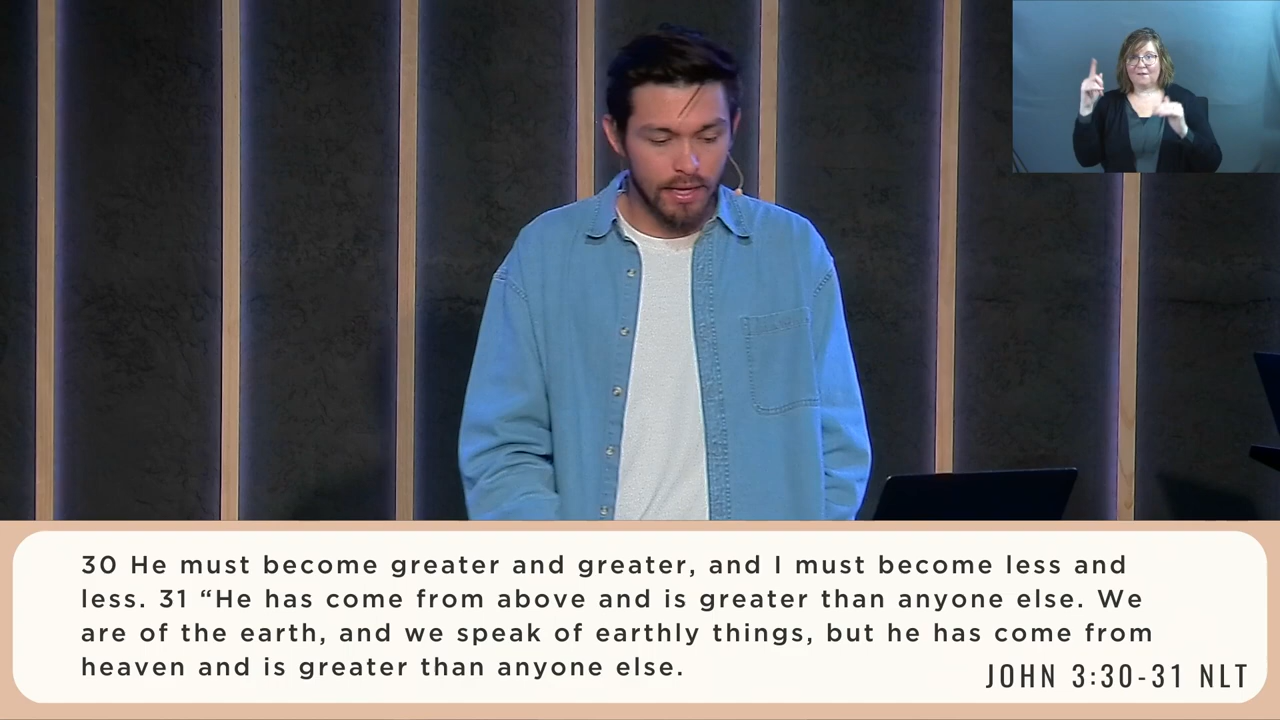 30 He must become greater and greater, and I must become less and
less. 31 “He has come from above and is greater than anyone else. We
are of the earth, and we speak of earthly things, but he has come from
heaven and is greater than anyone else.
JOHN 3:30-31 NLT